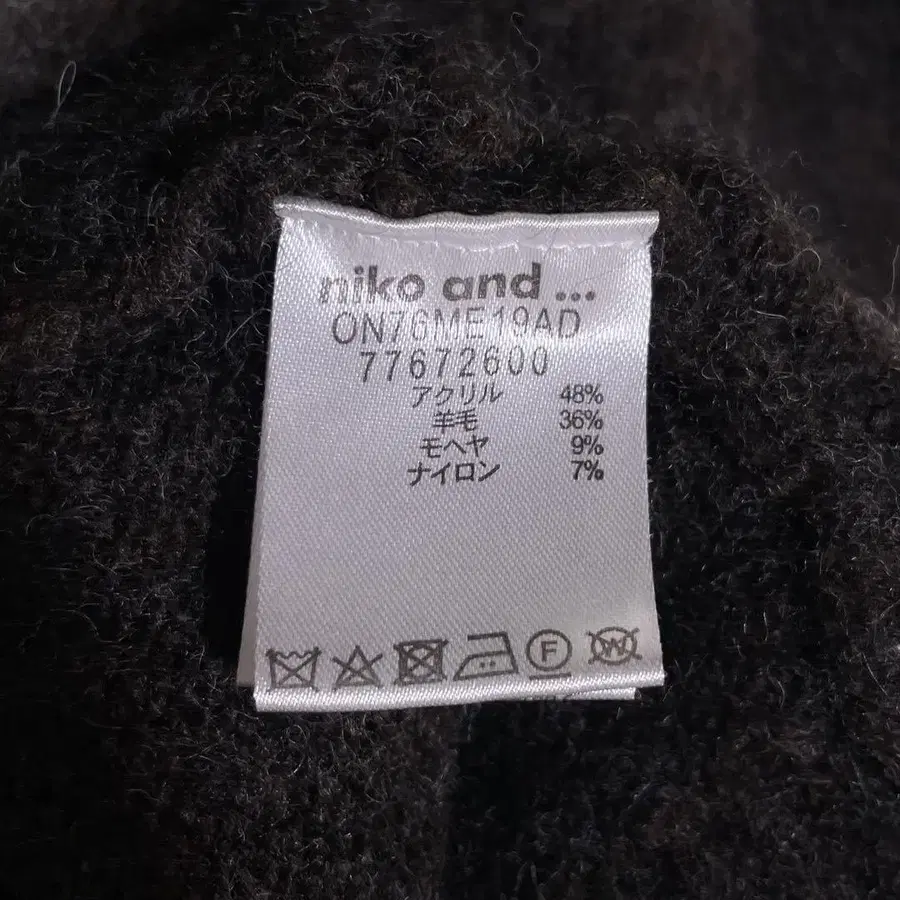 niko and ...
ON76ME19AD
77672600
アクリル 48%
羊毛 36%
モヘヤ 9%
ナイロン 7%
F
W